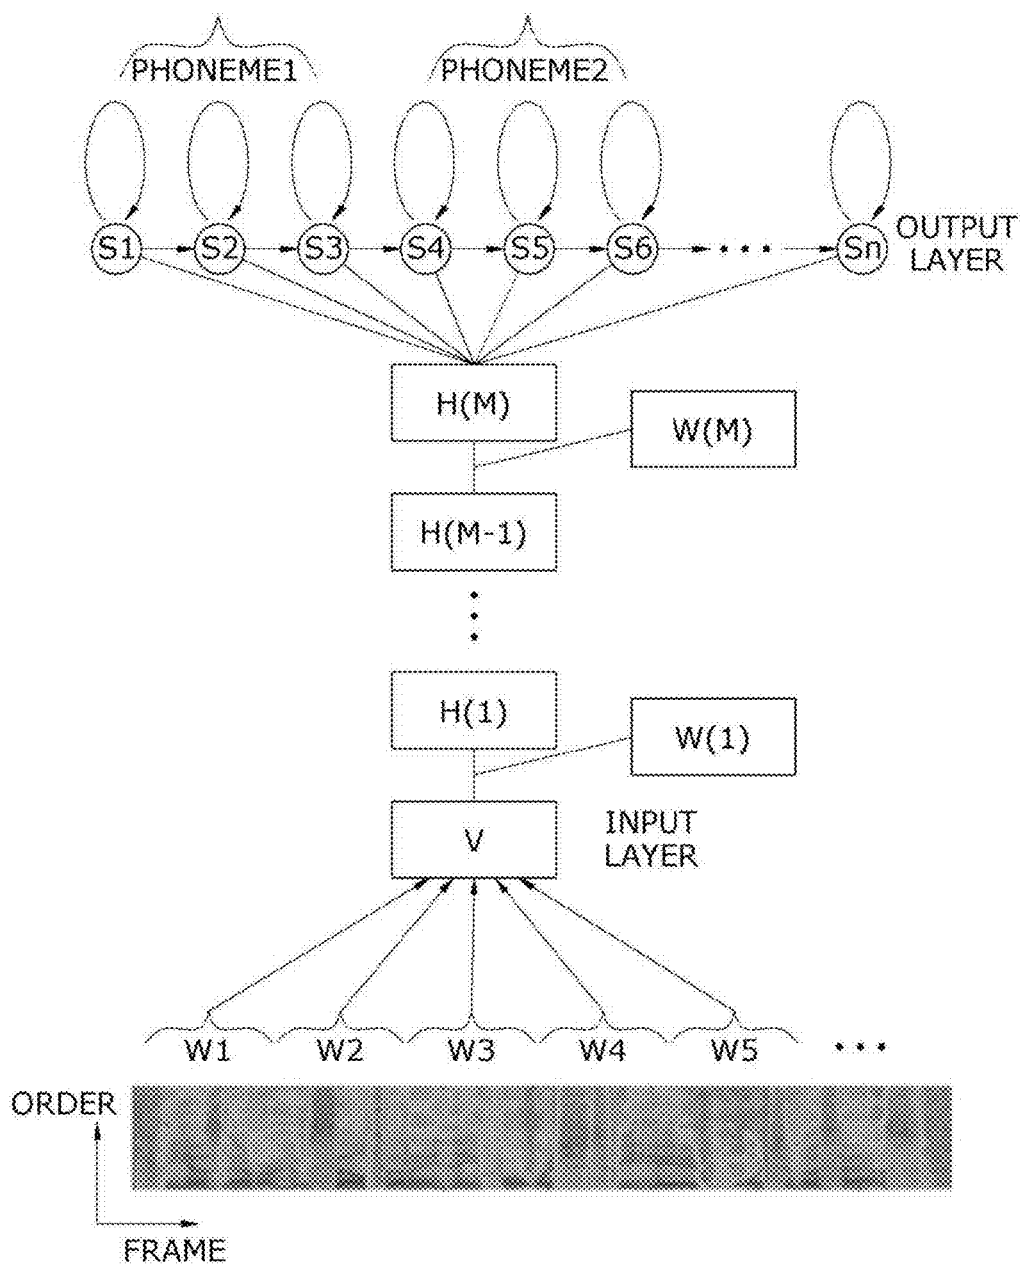 PHONEME1 PHONEME2
S1 S2 S3 S4 S5 S6 ... Sn
OUTPUT
LAYER
H(M)
W(M)
H(M-1)
H(1)
W(1)
V
INPUT
LAYER
W1 W2 W3 W4 W5 ...
ORDER
FRAME